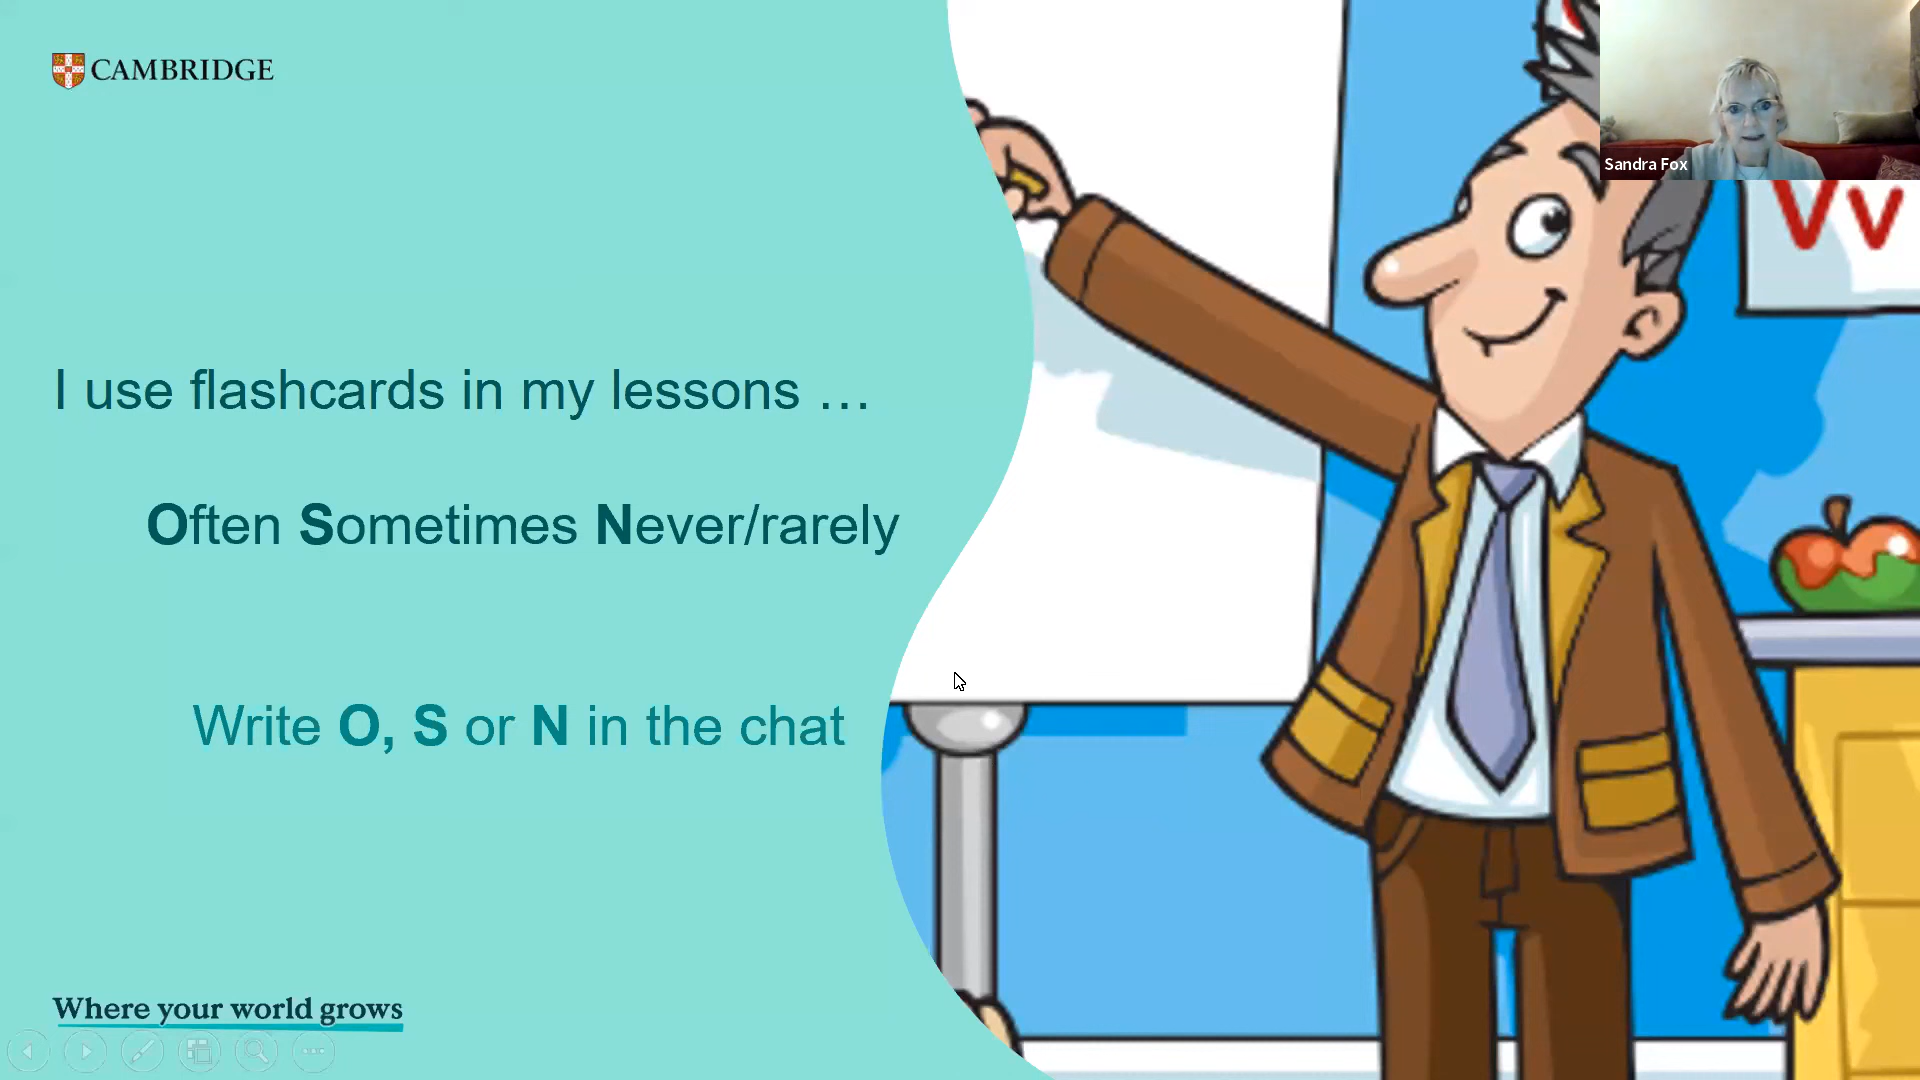 CAMBRIDGE
Sandra Fox
Vv
I use flashcards in my lessons …
Often Sometimes Never/rarely
Write O, S or N in the chat
Where your world grows